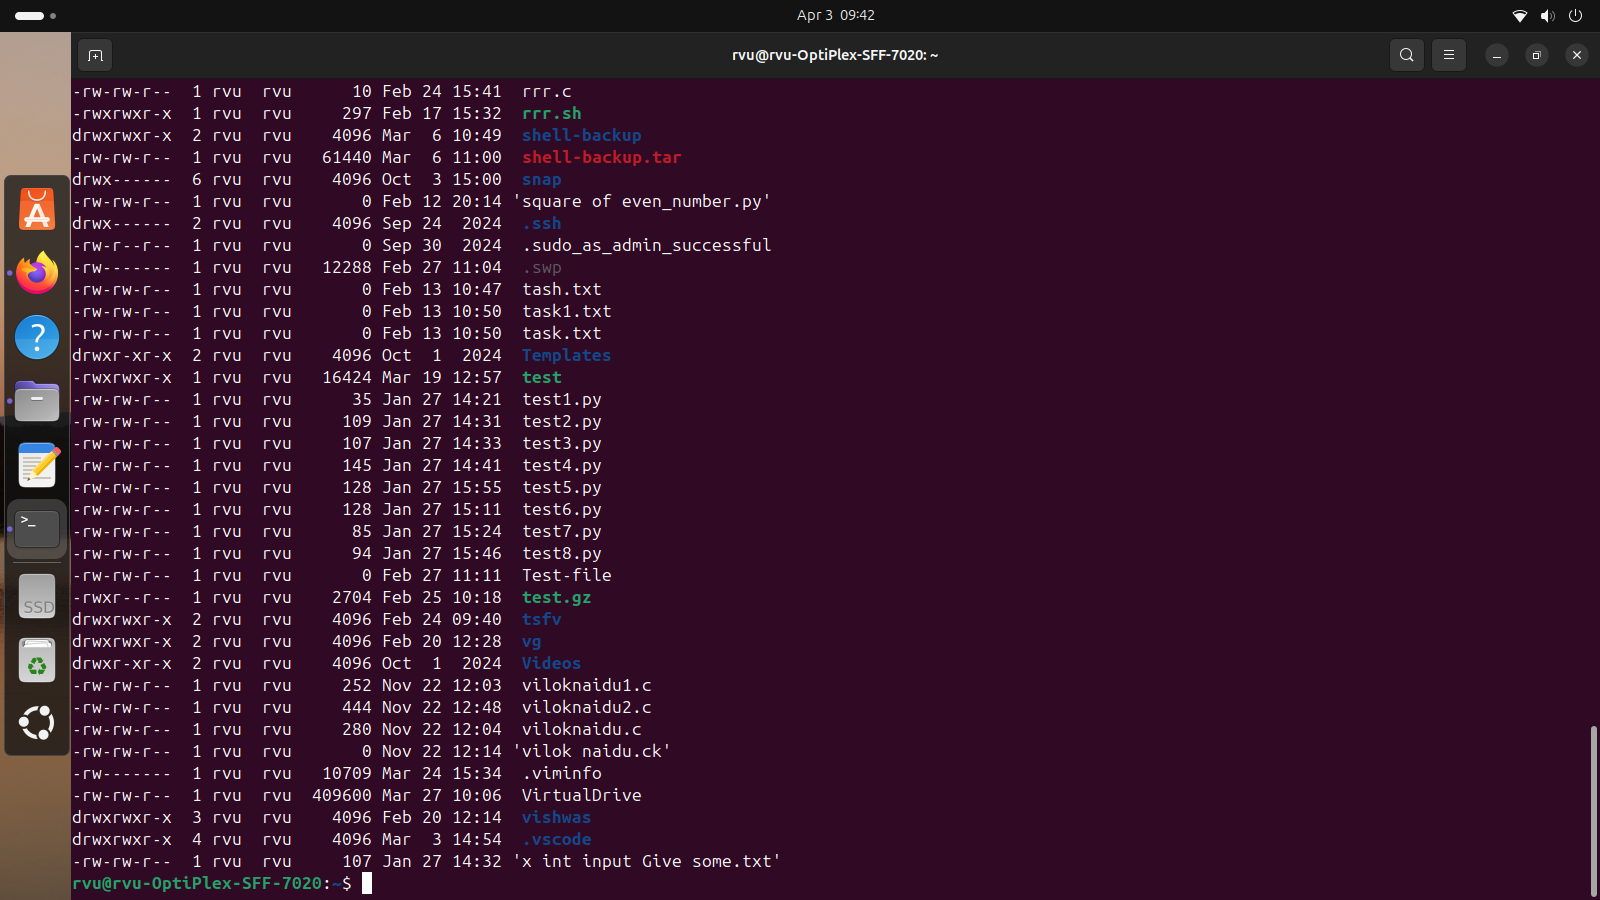 Apr 3 09:42
rvu@rvu-OptiPlex-SFF-7020: ~
-rw-rw-r-- 1 rvu rvu 10 Feb 24 15:41 rrr.c
-rwxrwxr-x 1 rvu rvu 297 Feb 17 15:32 rrr.sh
drwxrwxr-x 2 rvu rvu 4096 Mar 6 10:49 shell-backup
-rw-rw-r-- 1 rvu rvu 61440 Mar 6 11:00 shell-backup.tar
drwx------ 6 rvu rvu 4096 Oct 3 15:00 snap
-rw-rw-r-- 1 rvu rvu 0 Feb 12 20:14 'square of even_number.py'
drwx------ 2 rvu rvu 4096 Sep 24 2024 .ssh
-rw-r--r-- 1 rvu rvu 0 Sep 30 2024 .sudo_as_admin_successful
-rw------- 1 rvu rvu 12288 Feb 27 11:04 .swp
-rw-rw-r-- 1 rvu rvu 0 Feb 13 10:47 tash.txt
-rw-rw-r-- 1 rvu rvu 0 Feb 13 10:50 task1.txt
-rw-rw-r-- 1 rvu rvu 0 Feb 13 10:50 task.txt
drwxr-xr-x 2 rvu rvu 4096 Oct 1 2024 Templates
-rwxrwxr-x 1 rvu rvu 16424 Mar 19 12:57 test
-rw-rw-r-- 1 rvu rvu 35 Jan 27 14:21 test1.py
-rw-rw-r-- 1 rvu rvu 109 Jan 27 14:31 test2.py
-rw-rw-r-- 1 rvu rvu 107 Jan 27 14:33 test3.py
-rw-rw-r-- 1 rvu rvu 145 Jan 27 14:41 test4.py
-rw-rw-r-- 1 rvu rvu 128 Jan 27 15:55 test5.py
-rw-rw-r-- 1 rvu rvu 128 Jan 27 15:11 test6.py
-rw-rw-r-- 1 rvu rvu 85 Jan 27 15:24 test7.py
-rw-rw-r-- 1 rvu rvu 94 Jan 27 15:46 test8.py
-rw-rw-r-- 1 rvu rvu 0 Feb 27 11:11 Test-file
-rwxr--r-- 1 rvu rvu 2704 Feb 25 10:18 test.gz
drwxrwxr-x 2 rvu rvu 4096 Feb 24 09:40 tsfv
drwxrwxr-x 2 rvu rvu 4096 Feb 20 12:28 vg
drwxr-xr-x 2 rvu rvu 4096 Oct 1 2024 Videos
-rw-rw-r-- 1 rvu rvu 252 Nov 22 12:03 viloknaidu1.c
-rw-rw-r-- 1 rvu rvu 444 Nov 22 12:48 viloknaidu2.c
-rw-rw-r-- 1 rvu rvu 280 Nov 22 12:04 viloknaidu.c
-rw-rw-r-- 1 rvu rvu 0 Nov 22 12:14 'vilok naidu.ck'
-rw------- 1 rvu rvu 10709 Mar 24 15:34 .viminfo
-rw-rw-r-- 1 rvu rvu 409600 Mar 27 10:06 VirtualDrive
drwxrwxr-x 3 rvu rvu 4096 Feb 20 12:14 vishwas
drwxrwxr-x 4 rvu rvu 4096 Mar 3 14:54 .vscode
-rw-rw-r-- 1 rvu rvu 107 Jan 27 14:32 'x int input Give some.txt'
rvu@rvu-OptiPlex-SFF-7020:~$
SSD